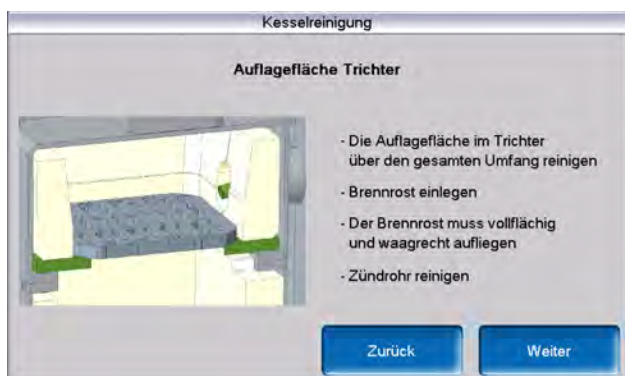 Kesselreinigung
Auflagefläche Trichter
- Die Auflagefläche im Trichter
über den gesamten Umfang reinigen
- Brennrost einlegen
- Der Brennrost muss vollflächig
und waagrecht aufliegen
- Zündrohr reinigen
Zurück
Weiter